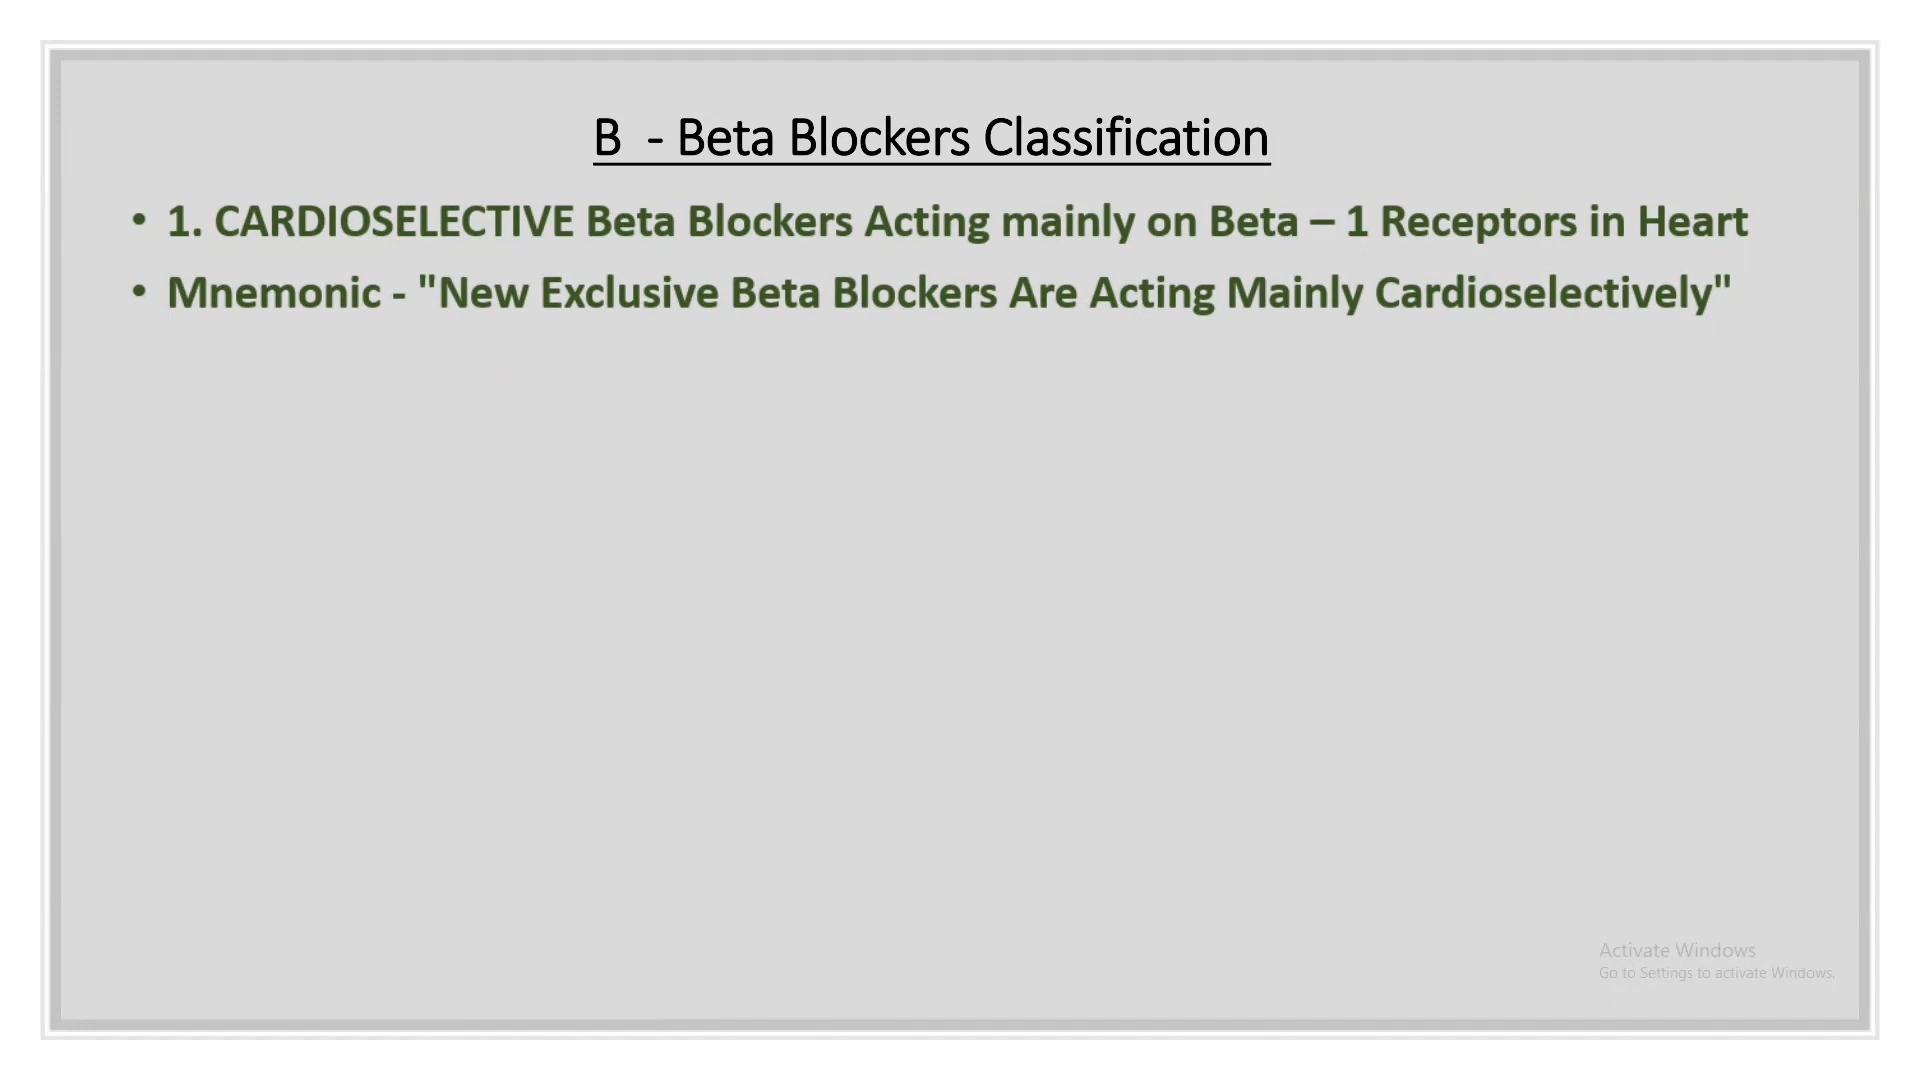 B  - Beta Blockers Classification
• 1. CARDIOSELECTIVE Beta Blockers Acting mainly on Beta – 1 Receptors in Heart
• Mnemonic - "New Exclusive Beta Blockers Are Acting Mainly Cardioselectively"
Activate Windows
Go to Settings to activate Windows.